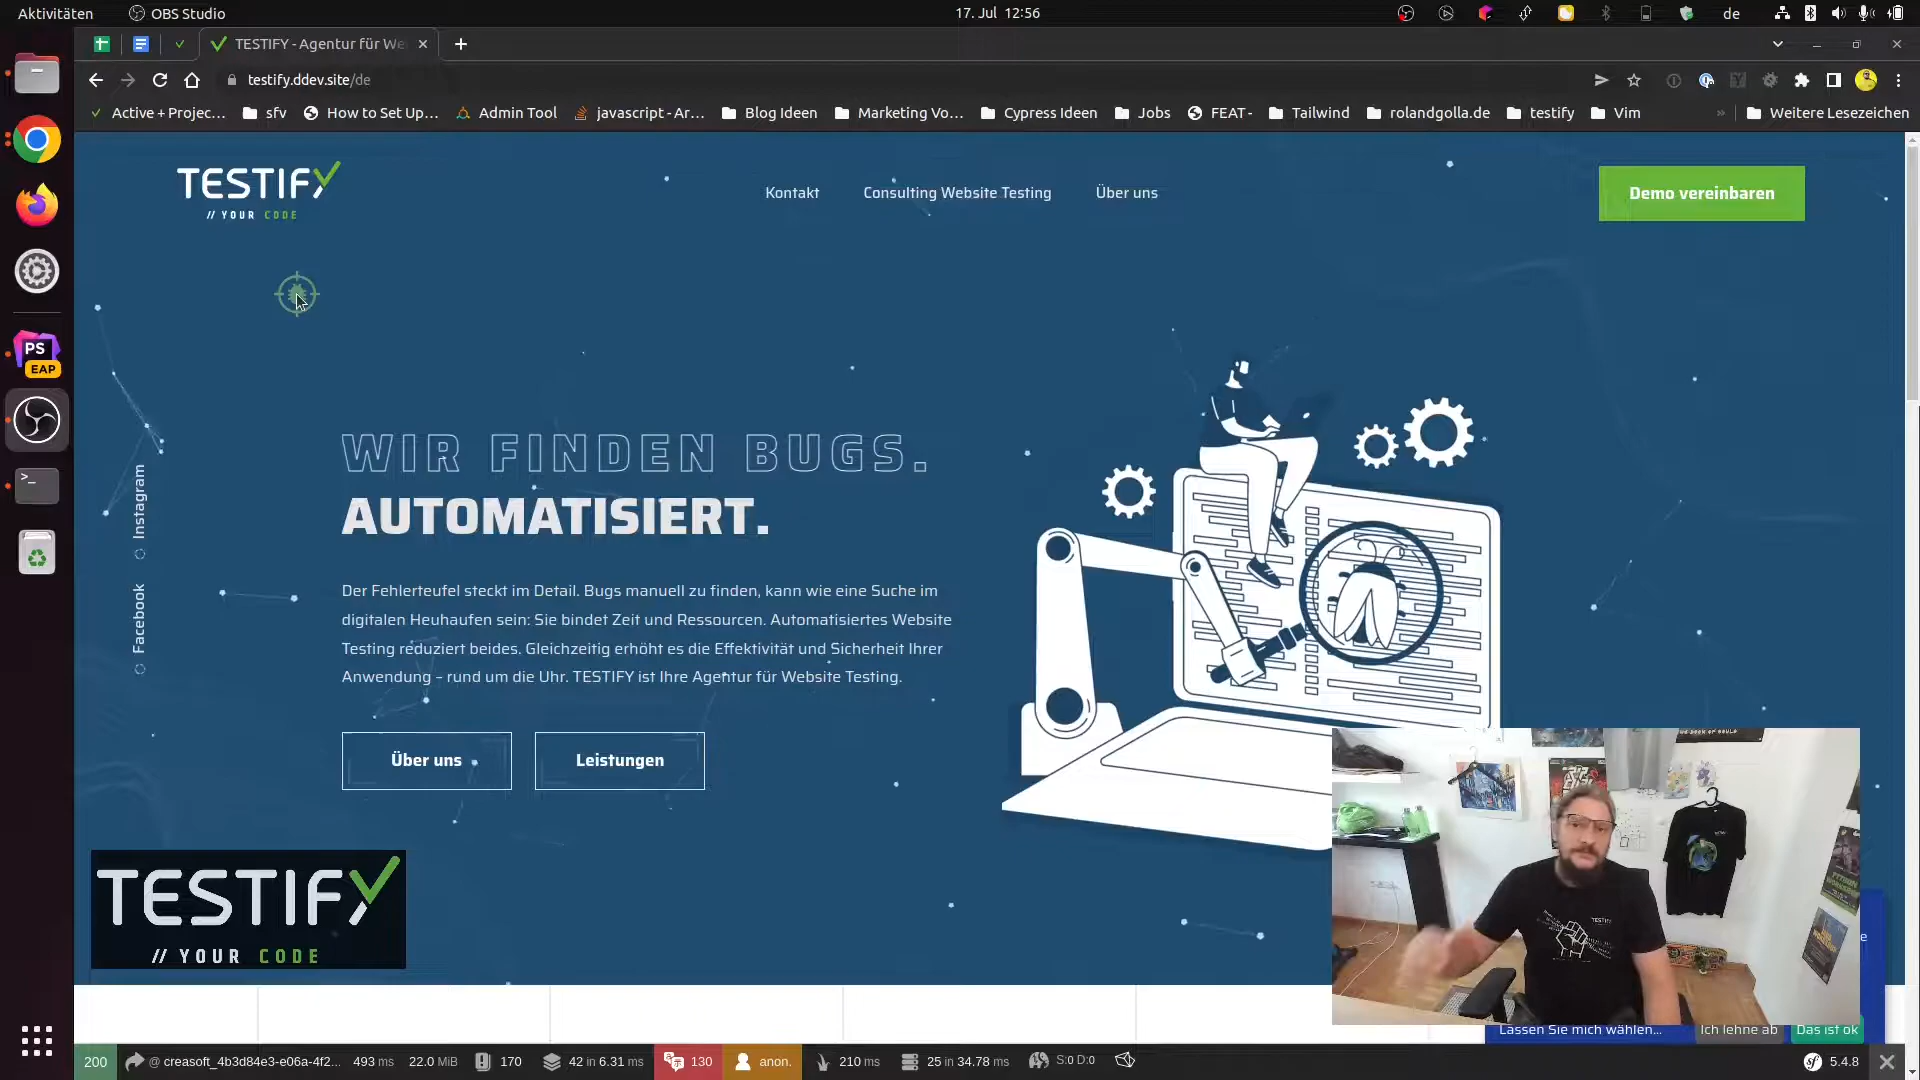 Aktivitäten
OBS Studio
17. Jul 12:56
de
TESTIFY - Agentur für We
testify.ddev.site/de
Active + Projec...
sfv
How to Set Up...
Admin Tool
javascript - Ar...
Blog Ideen
Marketing Vo...
Cypress Ideen
Jobs
FEAT -
Tailwind
rolandgolla.de
testify
Vim
»
Weitere Lesezeichen
TESTIFY
// YOUR CODE
Kontakt
Consulting Website Testing
Über uns
Demo vereinbaren
PS
EAP
WIR FINDEN BUGS.
AUTOMATISIERT.
Instagram
Facebook
Der Fehlerteufel steckt im Detail. Bugs manuell zu finden, kann wie eine Suche im
digitalen Heuhaufen sein: Sie bindet Zeit und Ressourcen. Automatisiertes Website
Testing reduziert beides. Gleichzeitig erhöht es die Effektivität und Sicherheit Ihrer
Anwendung – rund um die Uhr. TESTIFY ist Ihre Agentur für Website Testing.
Über uns
Leistungen
TESTIFY
// YOUR CODE
Lassen Sie mich wählen...
Ich lehne ab
Das ist ok
200
@ creasoft_4b3d84e3-e06a-4f2...
493 ms
22.0 MiB
170
42 in 6.31 ms
130
anon.
210 ms
25 in 34.78 ms
S:0 D:0
5.4.8